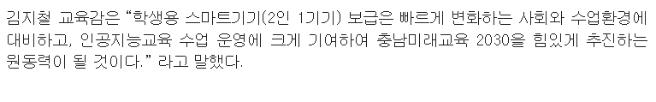 김지철 교육감은 “학생용 스마트기기(2인 1기기) 보급은 빠르게 변화하는 사회와 수업환경에
대비하고, 인공지능교육 수업 운영에 크게 기여하여 충남미래교육 2030을 힘있게 추진하는
원동력이 될 것이다.” 라고 말했다.